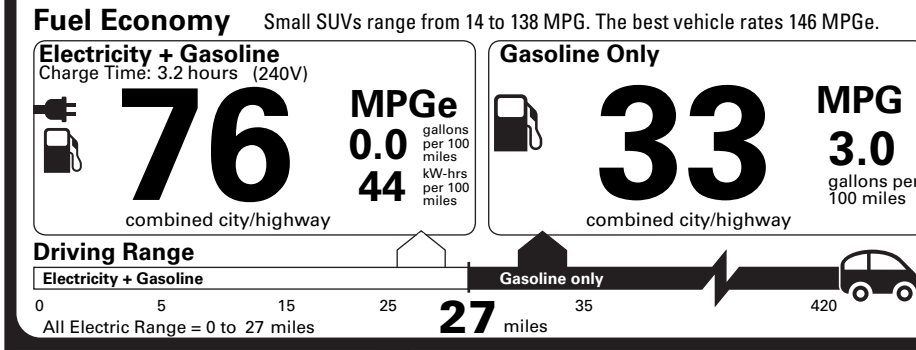 Fuel Economy Small SUVs range from 14 to 138 MPG. The best vehicle rates 146 MPGe.
Electricity + Gasoline
Charge Time: 3.2 hours (240V)
76
MPGe
0.0 gallons
per 100
miles
44 kW-hrs
per 100
miles
combined city/highway
Gasoline Only
33
MPG
3.0
gallons per
100 miles
combined city/highway
Driving Range
Electricity + Gasoline
Gasoline only
0 5 15 25 27 miles 35 420
All Electric Range = 0 to 27 miles